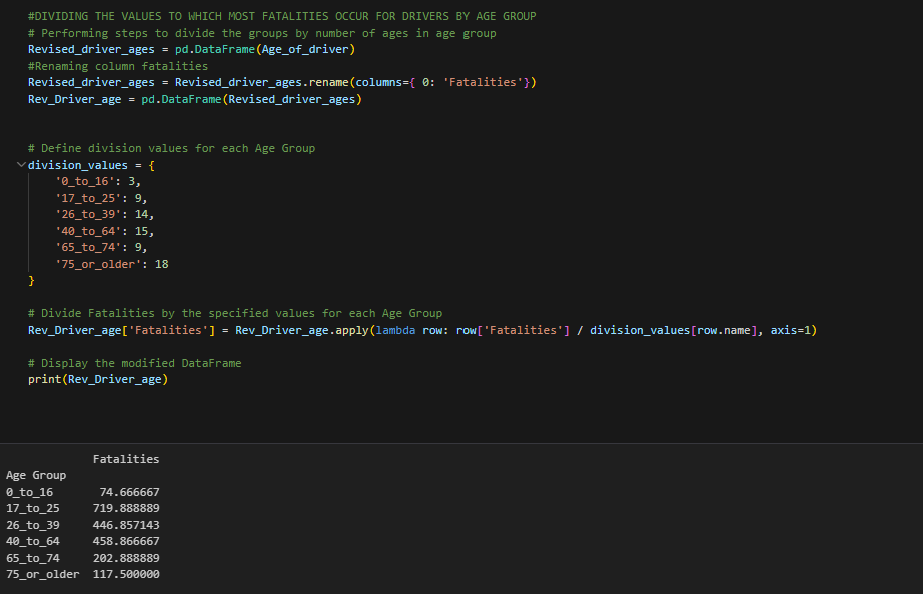 #DIVIDING THE VALUES TO WHICH MOST FATALITIES OCCUR FOR DRIVERS BY AGE GROUP
# Performing steps to divide the groups by number of ages in age group
Revised_driver_ages = pd.DataFrame(Age_of_driver)
#Renaming column fatalities
Revised_driver_ages = Revised_driver_ages.rename(columns={ 0: 'Fatalities'})
Rev_Driver_age = pd.DataFrame(Revised_driver_ages)
# Define division values for each Age Group
division_values = {
    '0_to_16': 3,
    '17_to_25': 9,
    '26_to_39': 14,
    '40_to_64': 15,
    '65_to_74': 9,
    '75_or_older': 18
}
# Divide Fatalities by the specified values for each Age Group
Rev_Driver_age['Fatalities'] = Rev_Driver_age.apply(lambda row: row['Fatalities'] / division_values[row.name], axis=1)
# Display the modified DataFrame
print(Rev_Driver_age)
             Fatalities
Age Group
0_to_16       74.666667
17_to_25     719.888889
26_to_39     446.857143
40_to_64     458.866667
65_to_74     202.888889
75_or_older  117.500000